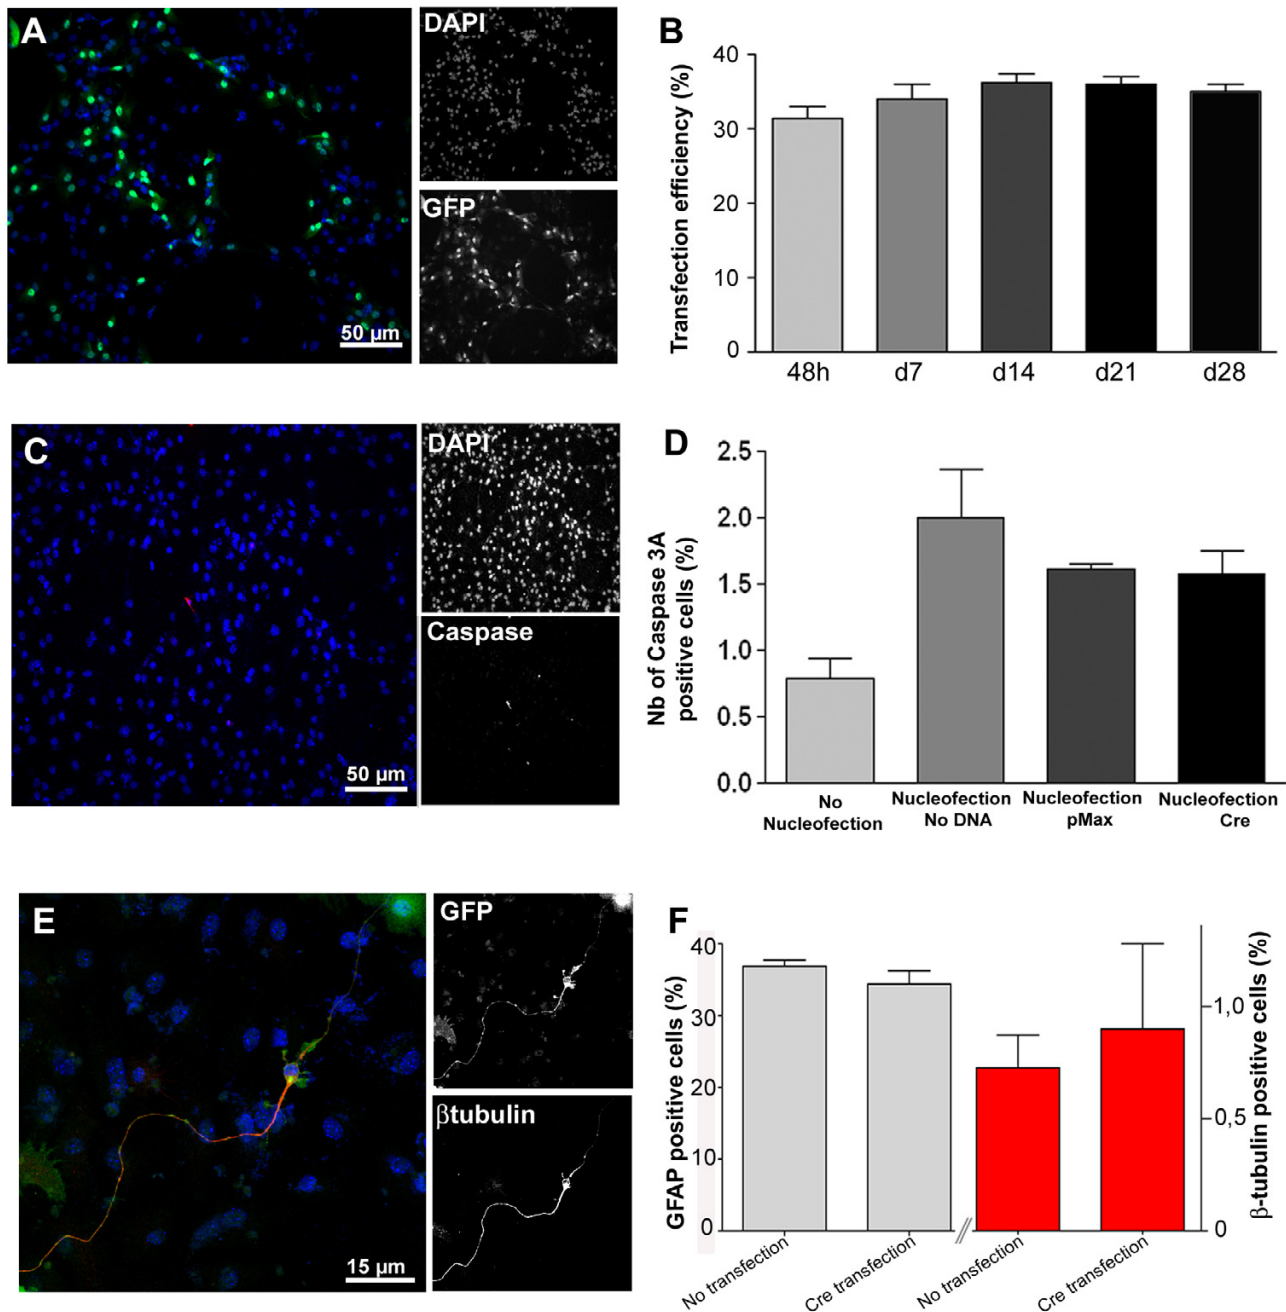 A
DAPI
GFP
50 µm
B
Transfection efficiency (%)
40
30
20
10
0
48h
d7
d14
d21
d28
C
DAPI
Caspase
50 µm
D
Nb of Caspase 3A
positive cells (%)
2.5
2.0
1.5
1.0
0.5
0.0
No
Nucleofection
Nucleofection
No DNA
Nucleofection
pMax
Nucleofection
Cre
E
GFP
βtubulin
15 µm
F
GFAP positive cells (%)
40
30
20
10
0
1,0
0,5
0
β-tubulin positive cells (%)
No transfection
Cre transfection
No transfection
Cre transfection